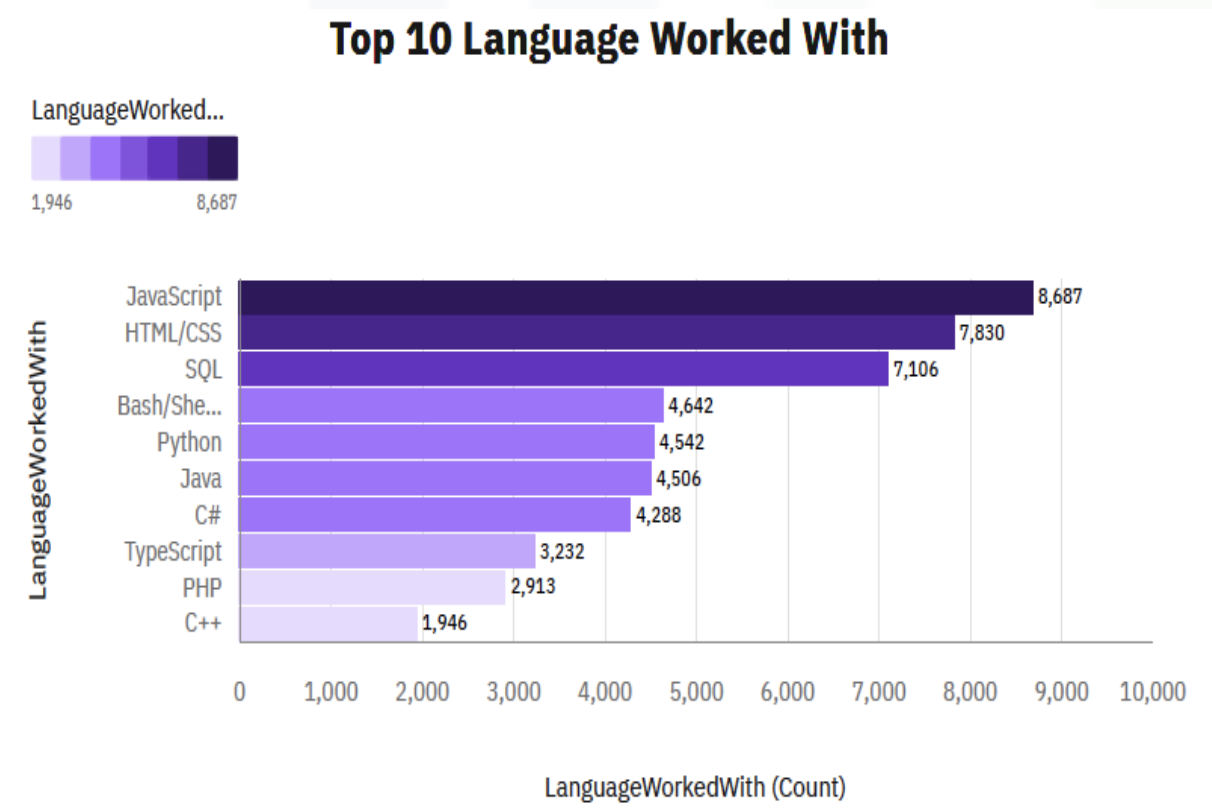 Top 10 Language Worked With
LanguageWorked...
1,946 8,687
LanguageWorkedWith
JavaScript 8,687
HTML/CSS 7,830
SQL 7,106
Bash/She... 4,642
Python 4,542
Java 4,506
C# 4,288
TypeScript 3,232
PHP 2,913
C++ 1,946
0 1,000 2,000 3,000 4,000 5,000 6,000 7,000 8,000 9,000 10,000
LanguageWorkedWith (Count)